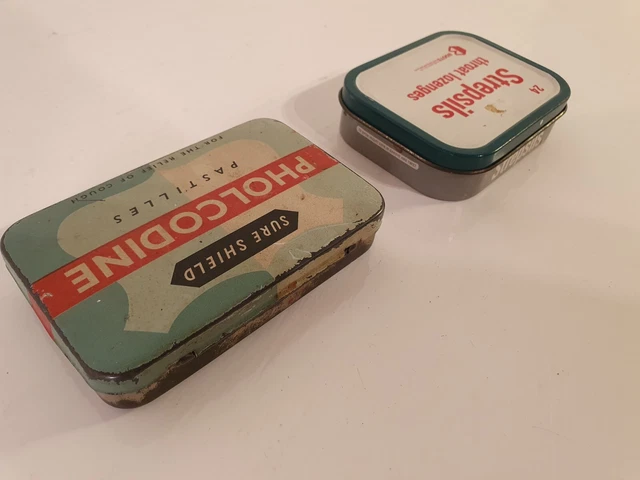 SURE SHIELD
PHOLCODINE
PASTILLES
FOR THE RELIEF OF COUGH
24
Strepsils
throat lozenges